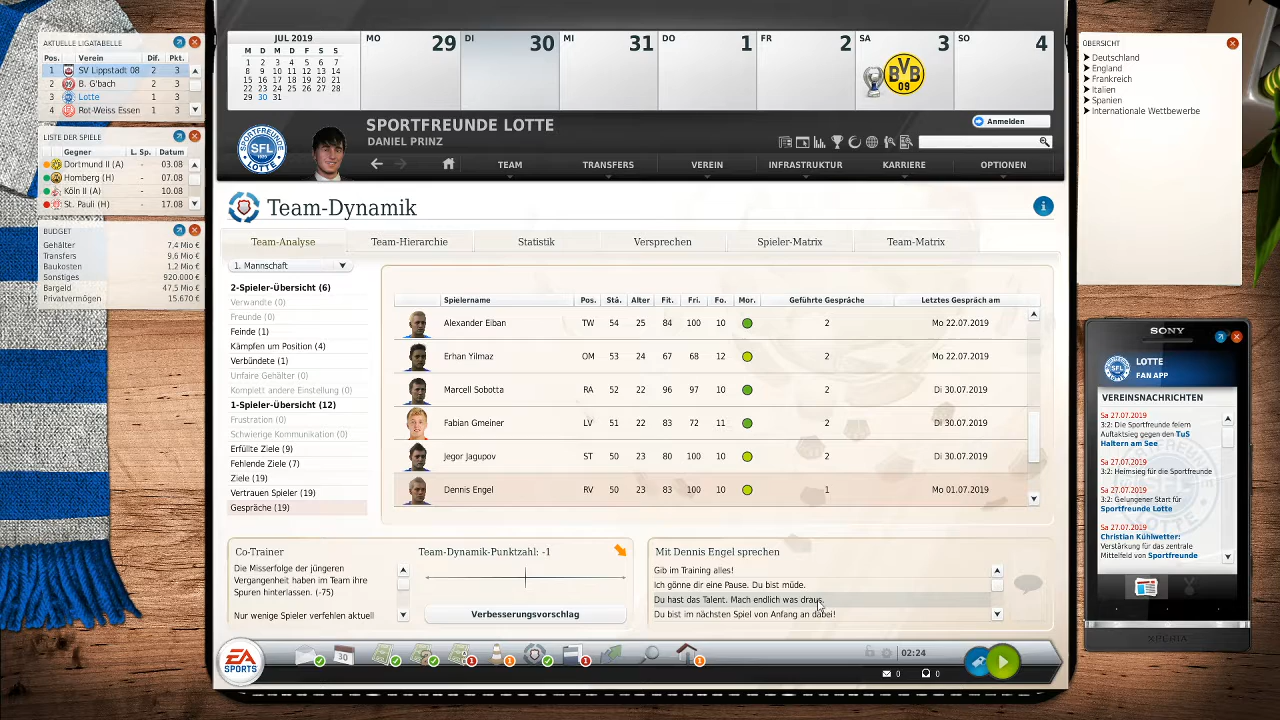 AKTUELLE LIGATABELLE
Pos. Verein Dif. Pkt.
1 SV Lippstadt 08 2 3
2 B. G'bach 2 3
3 Lotte 1 3
4 Rot-Weiss Essen 1 3
LISTE DER SPIELE
Gegner L. Sp. Datum
Dortmund II (A) - 03.08
Homberg (H) - 07.08
Köln II (A) - 10.08
St. Pauli (H) - 17.08
BUDGET
Gehälter 7.4 Mio €
Transfers 9.6 Mio €
Baukosten 1.2 Mio €
Sonstiges 920.000 €
Bargeld 47.5 Mio €
Privatvermögen 15.670 €
JUL 2019
M D M D F S S
1 2 3 4 5 6 7
8 9 10 11 12 13 14
15 16 17 18 19 20 21
22 23 24 25 26 27 28
29 30 31
MO 29 DI 30 MI 31 DO 1 FR 2 SA 3 SO 4
BVB 09
SPORTFREUNDE LOTTE
DANIEL PRINZ
SFL
Anmelden
TEAM TRANSFERS VEREIN INFRASTRUKTUR KARRIERE OPTIONEN
Team-Dynamik
Team-Analyse Team-Hierarchie Statistik Versprechen Spieler-Matrix Team-Matrix
1. Mannschaft
2-Spieler-Übersicht (6)
Verwandte (0)
Freunde (0)
Feinde (1)
Kämpfen um Position (4)
Verbündete (1)
Unfaire Gehälter (0)
Komplett andere Einstellung (0)
1-Spieler-Übersicht (12)
Frustration (0)
Schwierige Kommunikation (0)
Erfüllte Ziele (9)
Fehlende Ziele (7)
Ziele (19)
Vertrauen Spieler (19)
Gespräche (19)
Spielername Pos. Stä. Alter Fit. Fri. Fo. Mor. Geführte Gespräche Letztes Gespräch am
Alexander Eiban TW 54 25 84 100 10 2 Mo 22.07.2019
Erhan Yilmaz OM 53 24 67 68 12 2 Mo 22.07.2019
Marcell Sobotta RA 52 22 96 97 10 2 Di 30.07.2019
Fabian Gmeiner LV 51 22 83 72 11 2 Di 30.07.2019
Jegor Jagupov ST 50 23 80 100 10 2 Di 30.07.2019
Dennis Engel RV 50 23 83 100 10 1 Mo 01.07.2019
Co-Trainer
Die Misserfolge der jüngeren
Vergangenheit haben im Team ihre
Spuren hinterlassen. (-75)
Nur wenige Spieler verfehlen aktuell
Team-Dynamik-Punktzahl: -1
Verbesserungsvorschlag
Mit Dennis Engel sprechen
Gib im Training alles!
Ich gönne dir eine Pause. Du bist müde.
Du hast das Talent. Mach endlich was draus.
Du bist im nächsten Spiel von Anfang an dabei!
EA
SPORTS
30
1
1
1
1
02:24
0 0
ÜBERSICHT
Deutschland
England
Frankreich
Italien
Spanien
Internationale Wettbewerbe
SONY
LOTTE
FAN APP
VEREINSNACHRICHTEN
Sa 27.07.2019
3:2: Die Sportfreunde feiern
Auftaktsieg gegen den TuS
Haltern am See
Sa 27.07.2019
3:2: Heimsieg für die Sportfreunde
Sa 27.07.2019
3:2: Gelungener Start für
Sportfreunde Lotte
Sa 27.07.2019
Christian Kühlwetter:
Verstärkung für das zentrale
Mittelfeld von Sportfreunde
XPERIA